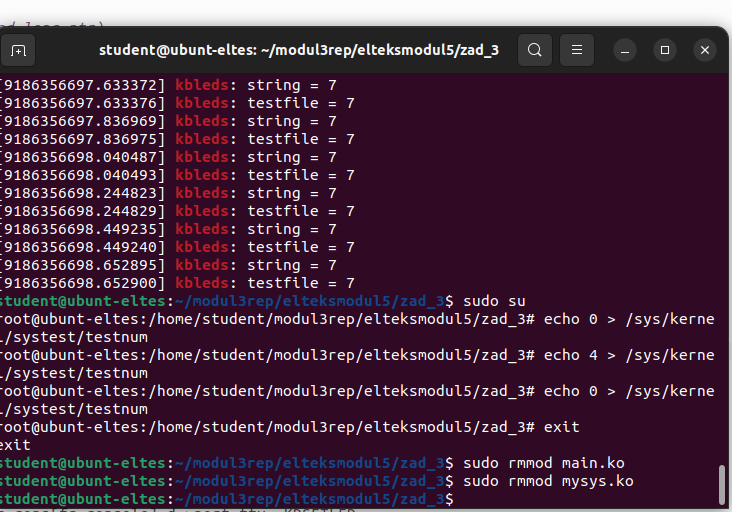 student@ubunt-eltes: ~/modul3rep/elteksmodul5/zad_3
[9186356697.633372] kbleds: string = 7
[9186356697.633376] kbleds: testfile = 7
[9186356697.836969] kbleds: string = 7
[9186356697.836975] kbleds: testfile = 7
[9186356698.040487] kbleds: string = 7
[9186356698.040493] kbleds: testfile = 7
[9186356698.244823] kbleds: string = 7
[9186356698.244829] kbleds: testfile = 7
[9186356698.449235] kbleds: string = 7
[9186356698.449240] kbleds: testfile = 7
[9186356698.652895] kbleds: string = 7
[9186356698.652900] kbleds: testfile = 7
student@ubunt-eltes:~/modul3rep/elteksmodul5/zad_3$ sudo su
root@ubunt-eltes:/home/student/modul3rep/elteksmodul5/zad_3# echo 0 > /sys/kerne
l/systest/testnum
root@ubunt-eltes:/home/student/modul3rep/elteksmodul5/zad_3# echo 4 > /sys/kerne
l/systest/testnum
root@ubunt-eltes:/home/student/modul3rep/elteksmodul5/zad_3# echo 0 > /sys/kerne
l/systest/testnum
root@ubunt-eltes:/home/student/modul3rep/elteksmodul5/zad_3# exit
exit
student@ubunt-eltes:~/modul3rep/elteksmodul5/zad_3$ sudo rmmod main.ko
student@ubunt-eltes:~/modul3rep/elteksmodul5/zad_3$ sudo rmmod mysys.ko
student@ubunt-eltes:~/modul3rep/elteksmodul5/zad_3$